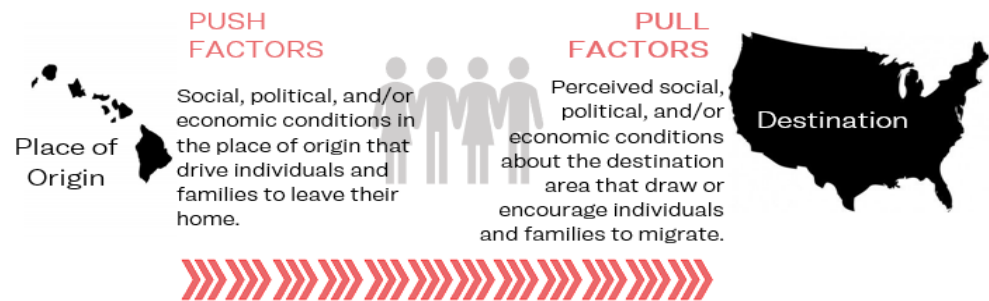 PUSH
FACTORS
Social, political, and/or
economic conditions in
the place of origin that
drive individuals and
families to leave their
home.
Place of
Origin
PULL
FACTORS
Perceived social,
political, and/or
economic conditions
about the destination
area that draw or
encourage individuals
and families to migrate.
Destination